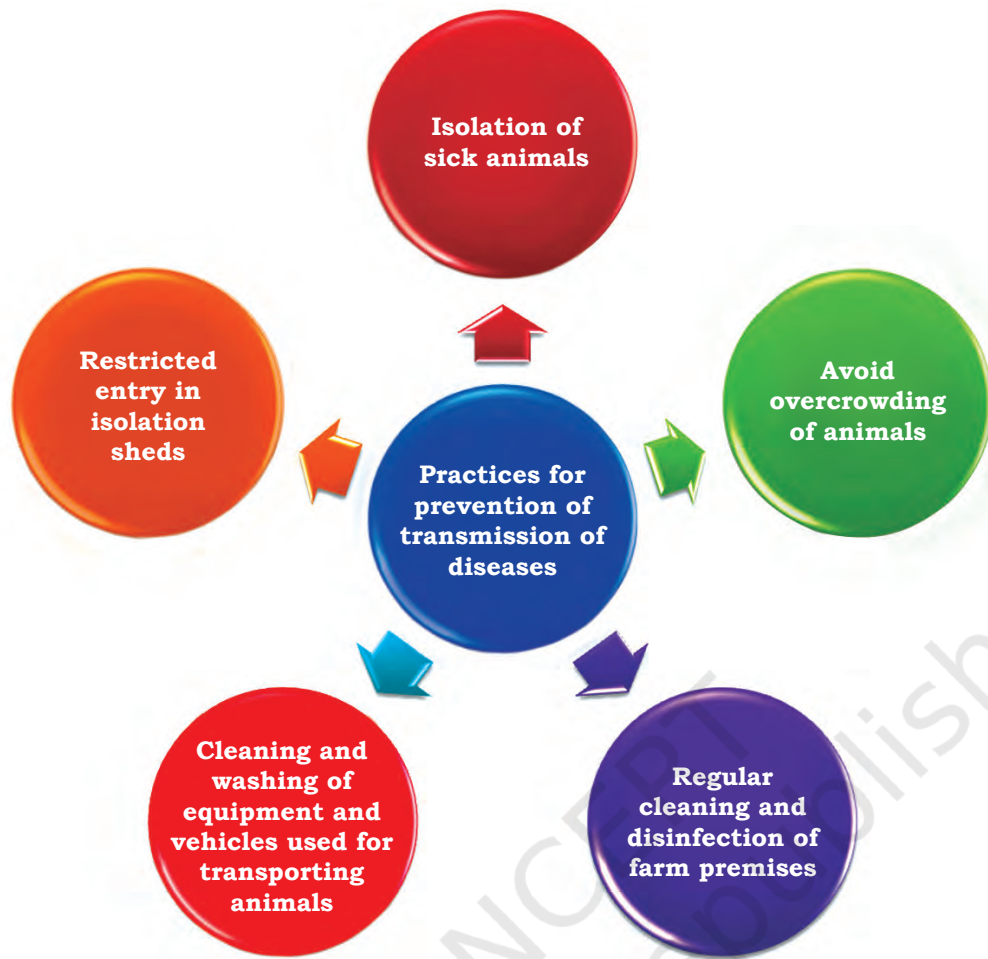 Isolation of
sick animals
Restricted
entry in
isolation
sheds
Avoid
overcrowding
of animals
Practices for
prevention of
transmission of
diseases
Cleaning and
washing of
equipment and
vehicles used for
transporting
animals
Regular
cleaning and
disinfection of
farm premises
NCERT
publish